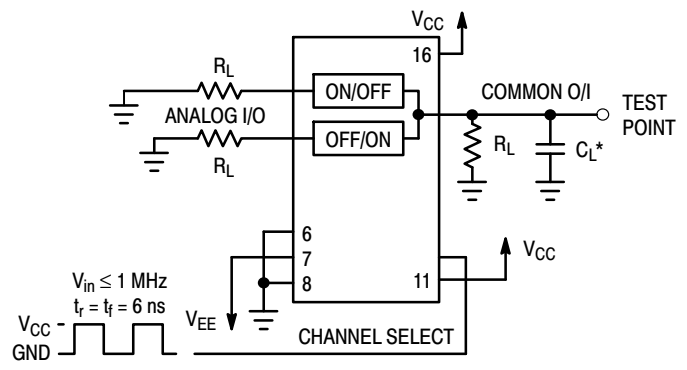 V_CC
16
R_L
ON/OFF
COMMON O/I
TEST
POINT
ANALOG I/O
OFF/ON
R_L
R_L
C_L*
6
7
8
11
V_CC
V_in ≤ 1 MHz
t_r = t_f = 6 ns
V_EE
V_CC
GND
CHANNEL SELECT